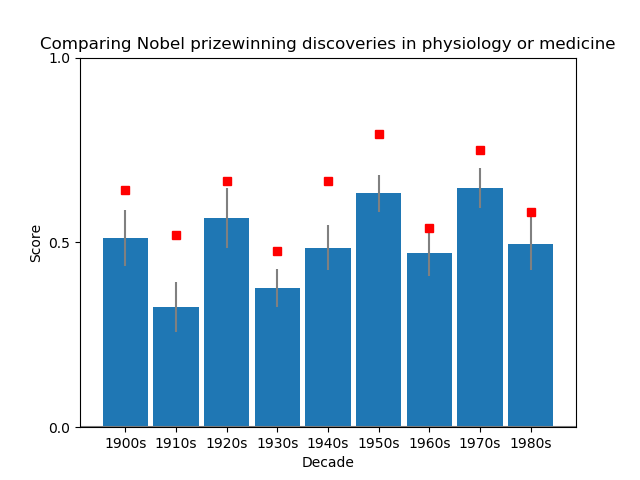 Comparing Nobel prizewinning discoveries in physiology or medicine
1.0
0.5
0.0
Score
1900s 1910s 1920s 1930s 1940s 1950s 1960s 1970s 1980s
Decade